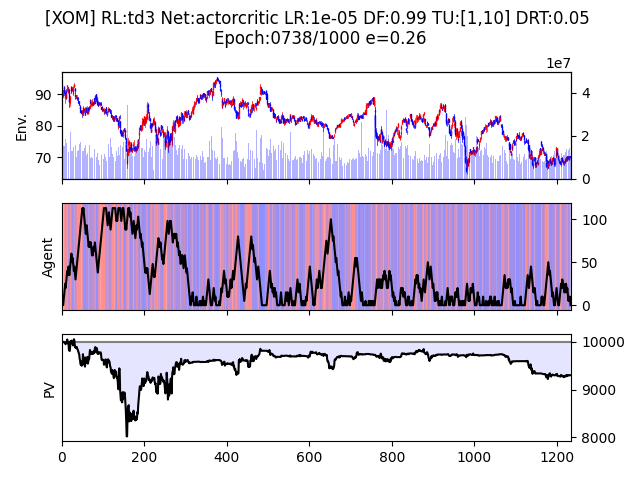 [XOM] RL:td3 Net:actorcritic LR:1e-05 DF:0.99 TU:[1,10] DRT:0.05
Epoch:0738/1000 e=0.26
1e7
90
80
70
Env.
4
2
0
Agent
100
50
0
PV
10000
9000
8000
0 200 400 600 800 1000 1200